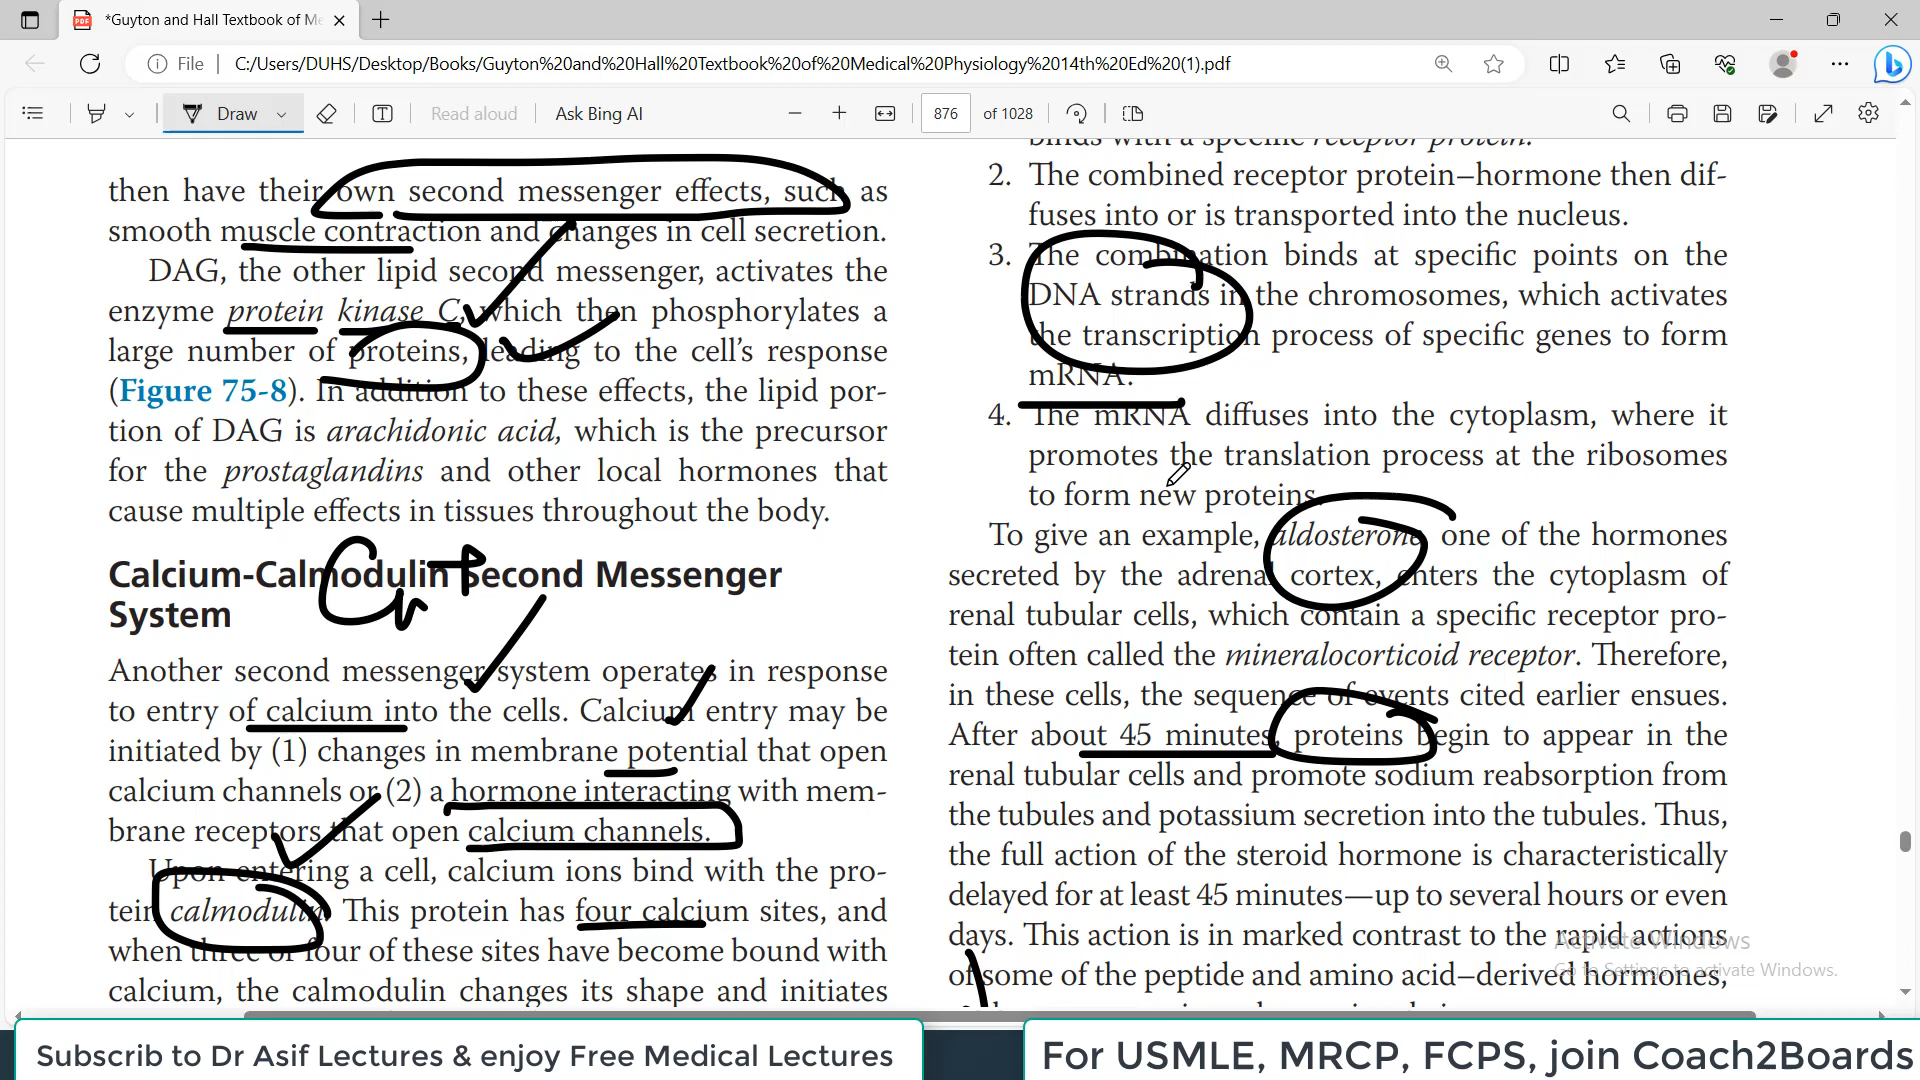 *Guyton and Hall Textbook of Me
File
C:/Users/DUHS/Desktop/Books/Guyton%20and%20Hall%20Textbook%20of%20Medical%20Physiology%2014th%20Ed%20(1).pdf
Draw
Read aloud
Ask Bing AI
876 of 1028
then have their own second messenger effects, such as
smooth muscle contraction and changes in cell secretion.
DAG, the other lipid second messenger, activates the
enzyme protein kinase C, which then phosphorylates a
large number of proteins, leading to the cell's response
(Figure 75-8). In addition to these effects, the lipid por-
tion of DAG is arachidonic acid, which is the precursor
for the prostaglandins and other local hormones that
cause multiple effects in tissues throughout the body.
Calcium-Calmodulin Second Messenger
System
Another second messenger system operates in response
to entry of calcium into the cells. Calcium entry may be
initiated by (1) changes in membrane potential that open
calcium channels or (2) a hormone interacting with mem-
brane receptors that open calcium channels.
Upon entering a cell, calcium ions bind with the pro-
tein calmodulin. This protein has four calcium sites, and
when three or four of these sites have become bound with
calcium, the calmodulin changes its shape and initiates
binds with a specific receptor protein.
2. The combined receptor protein–hormone then dif-
fuses into or is transported into the nucleus.
3. The combination binds at specific points on the
DNA strands in the chromosomes, which activates
the transcription process of specific genes to form
mRNA.
4. The mRNA diffuses into the cytoplasm, where it
promotes the translation process at the ribosomes
to form new proteins.
To give an example, aldosterone, one of the hormones
secreted by the adrenal cortex, enters the cytoplasm of
renal tubular cells, which contain a specific receptor pro-
tein often called the mineralocorticoid receptor. Therefore,
in these cells, the sequence of events cited earlier ensues.
After about 45 minutes, proteins begin to appear in the
renal tubular cells and promote sodium reabsorption from
the tubules and potassium secretion into the tubules. Thus,
the full action of the steroid hormone is characteristically
delayed for at least 45 minutes—up to several hours or even
days. This action is in marked contrast to the rapid actions
of some of the peptide and amino acid–derived hormones,
Activate Windows
Go to Settings to activate Windows.
Subscrib to Dr Asif Lectures & enjoy Free Medical Lectures
For USMLE, MRCP, FCPS, join Coach2Boards